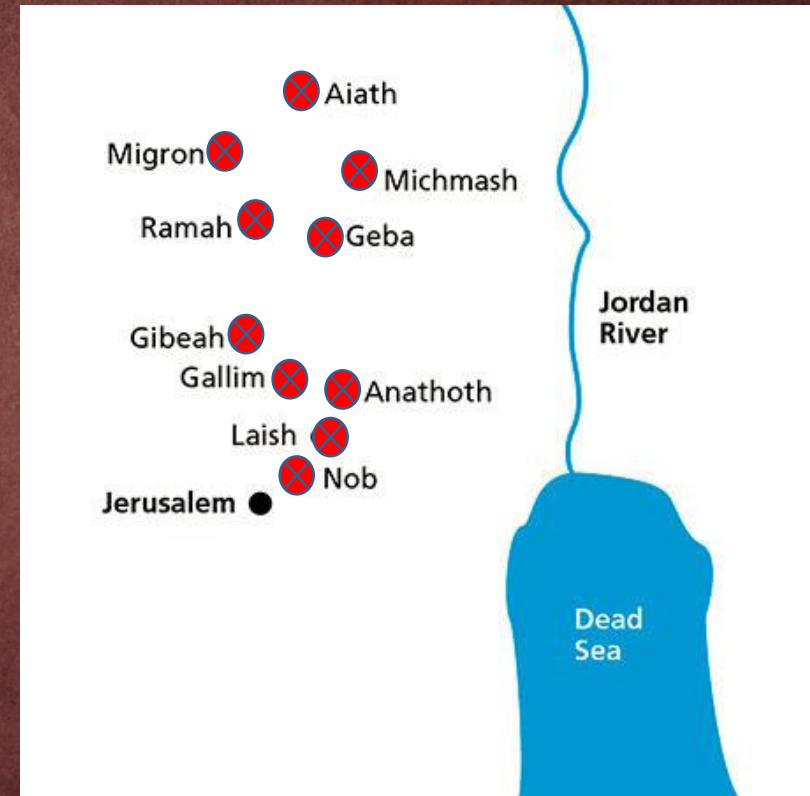 Aiath
Migron
Michmash
Ramah
Geba
Jordan
River
Gibeah
Gallim
Anathoth
Laish
Nob
Jerusalem
Dead
Sea